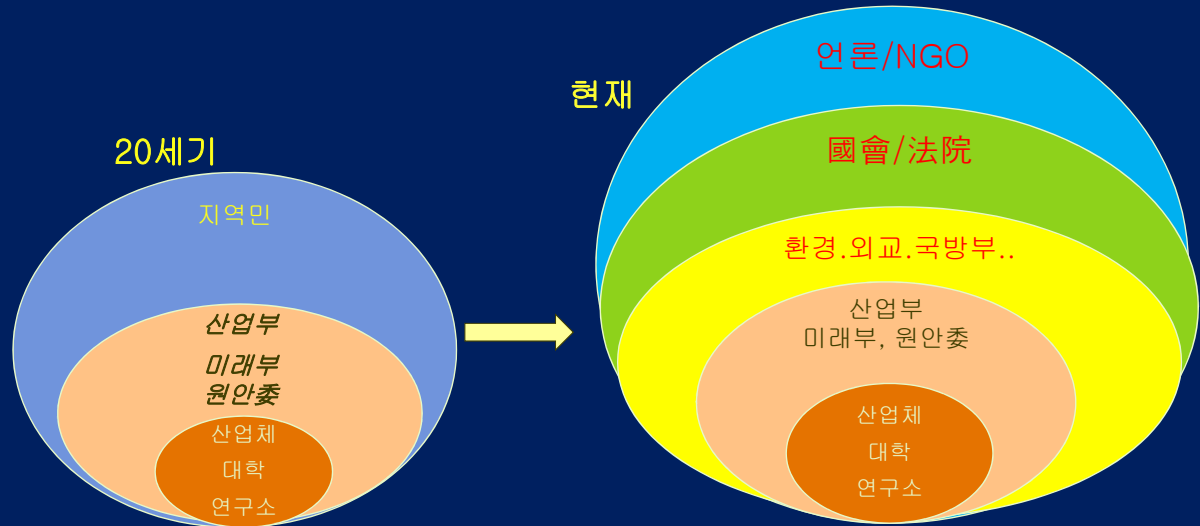 20세기
지역민
산업부
미래부
원안委
산업체
대학
연구소
현재
언론/NGO
國會/法院
환경.외교.국방부..
산업부
미래부, 원안委
산업체
대학
연구소